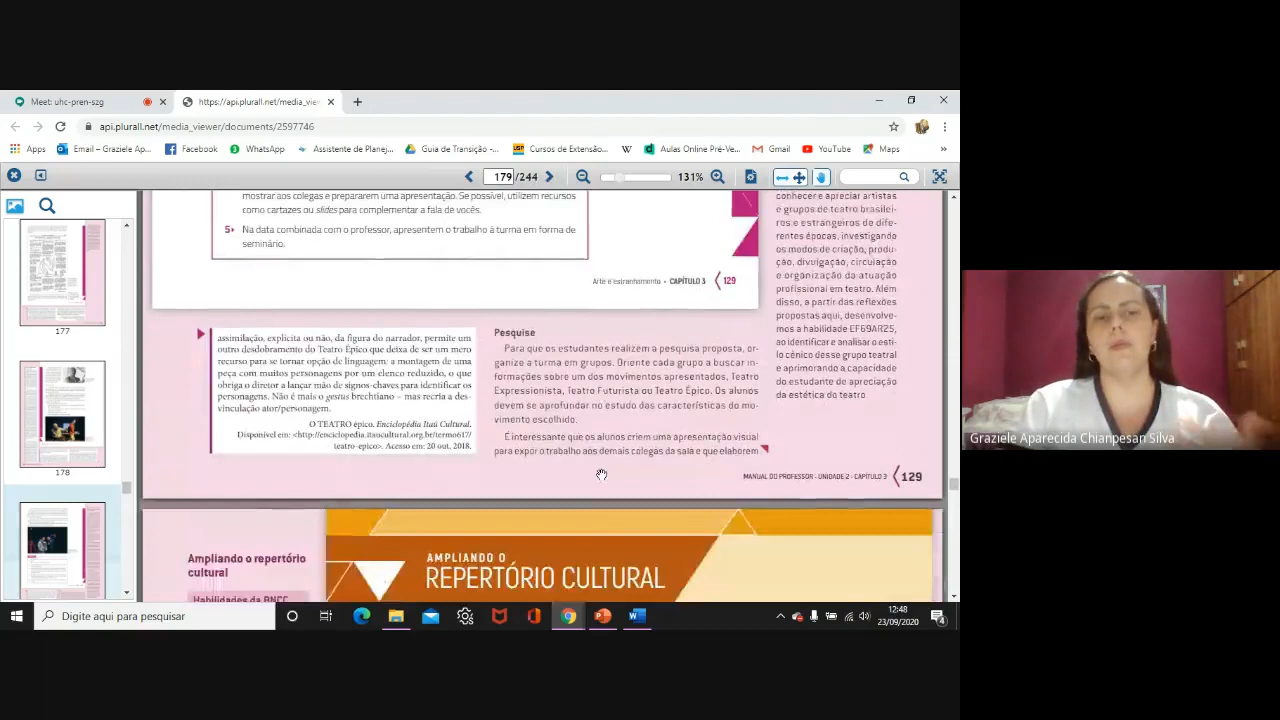 Meet: uhc-pren-szg
https://api.plurall.net/media_vie
api.plurall.net/media_viewer/documents/2597746
Apps
Email – Graziele Ap...
Facebook
WhatsApp
Assistente de Planej...
Guia de Transição -...
Cursos de Extensão...
Aulas Online Pré-Ve...
Gmail
YouTube
Maps
179 /244
131%
177
178
mostrar aos colegas e prepararem uma apresentação. Se possível, utilizem recursos
como cartazes ou slides para complementar a fala de vocês.
5 Na data combinada com o professor, apresentem o trabalho à turma em forma de
seminário.
Arte e estranhamento • CAPÍTULO 3 129
assimilação, explícita ou não, da figura do narrador, permite um
outro desdobramento do Teatro Épico que deixa de ser um mero
recurso para se tornar opção de linguagem: a montagem de uma
peça com muitos personagens por um elenco reduzido, o que
obriga o diretor a lançar mão de signos-chaves para identificar os
personagens. Não é mais o gestus brechtiano – mas recria a des-
vinculação ator/personagem.
O TEATRO épico. Enciclopédia Itaú Cultural.
Disponível em: <http://enciclopedia.itaucultural.org.br/termo617/
teatro-epico>. Acesso em: 20 out. 2018.
Pesquise
Para que os estudantes realizem a pesquisa proposta, or-
ganize a turma em grupos. Oriente cada grupo a buscar in-
formações sobre um dos movimentos apresentados, Teatro
Expressionista, Teatro Futurista ou Teatro Épico. Os alunos
devem se aprofundar no estudo das características do mo-
vimento escolhido.
É interessante que os alunos criem uma apresentação visual
para expor o trabalho aos demais colegas da sala e que elaborem
conhecer e apreciar artistas
e grupos de teatro brasilei-
ros e estrangeiros de dife-
rentes épocas, investigando
os modos de criação, produ-
ção, divulgação, circulação
e organização da atuação
profissional em teatro. Além
disso, a partir das reflexões
propostas aqui, desenvolve-
mos a habilidade EF69AR25,
ao identificar e analisar o esti-
lo cênico desse grupo teatral
e aprimorando a capacidade
do estudante de apreciação
da estética do teatro
MANUAL DO PROFESSOR - UNIDADE 2 - CAPÍTULO 3 129
Ampliando o repertório
cultural
Habilidades da BNCC
AMPLIANDO O
REPERTÓRIO CULTURAL
Graziele Aparecida Chianpesan Silva
Digite aqui para pesquisar
12:48
23/09/2020
4